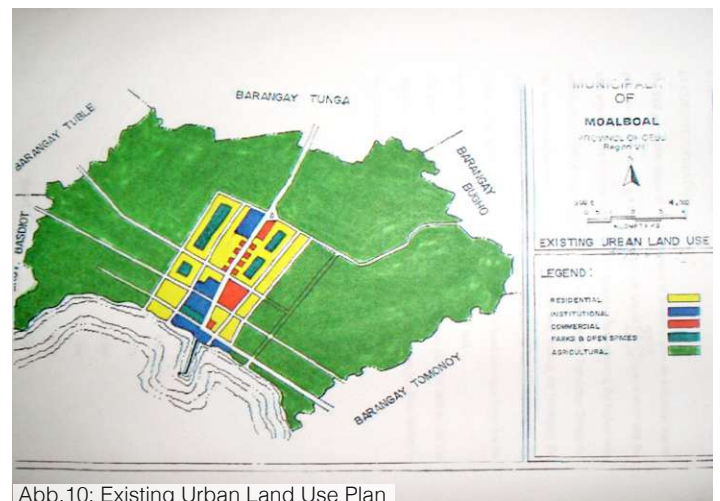 BARANGAY TUNGA
BARANGAY TUBLE
BARANGAY BUGHO
BASDIOT
BARANGAY TOMONOY
OF
MOALBOAL
PROVINCE OF CEBU
Region VII
EXISTING URBAN LAND USE
LEGEND:
RESIDENTIAL
INSTITUTIONAL
COMMERCIAL
PARKS & OPEN SPACES
AGRICULTURAL
Abb.10: Existing Urban Land Use Plan